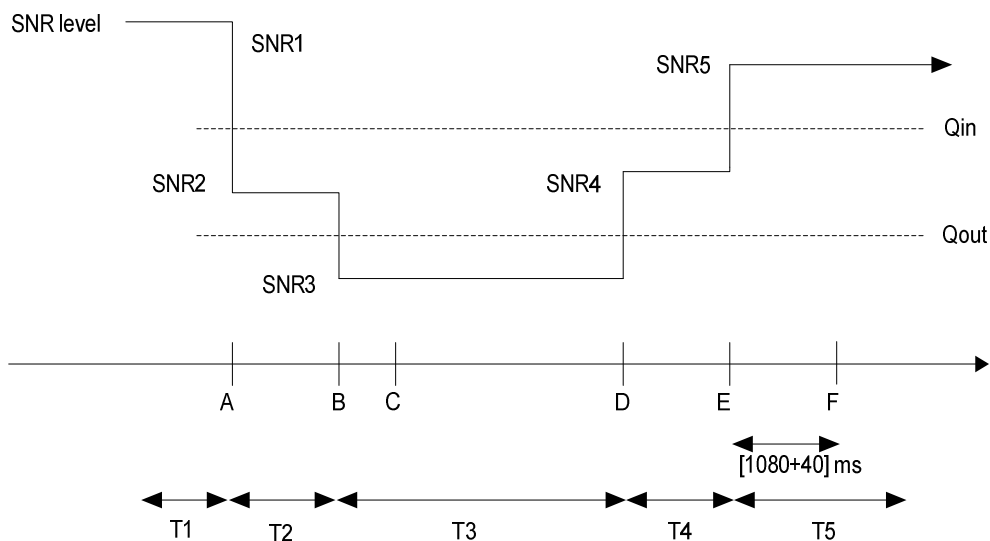 SNR level
SNR1
SNR5
Qin
SNR2
SNR4
Qout
SNR3
A B C D E F
[1080+40] ms
T1 T2 T3 T4 T5